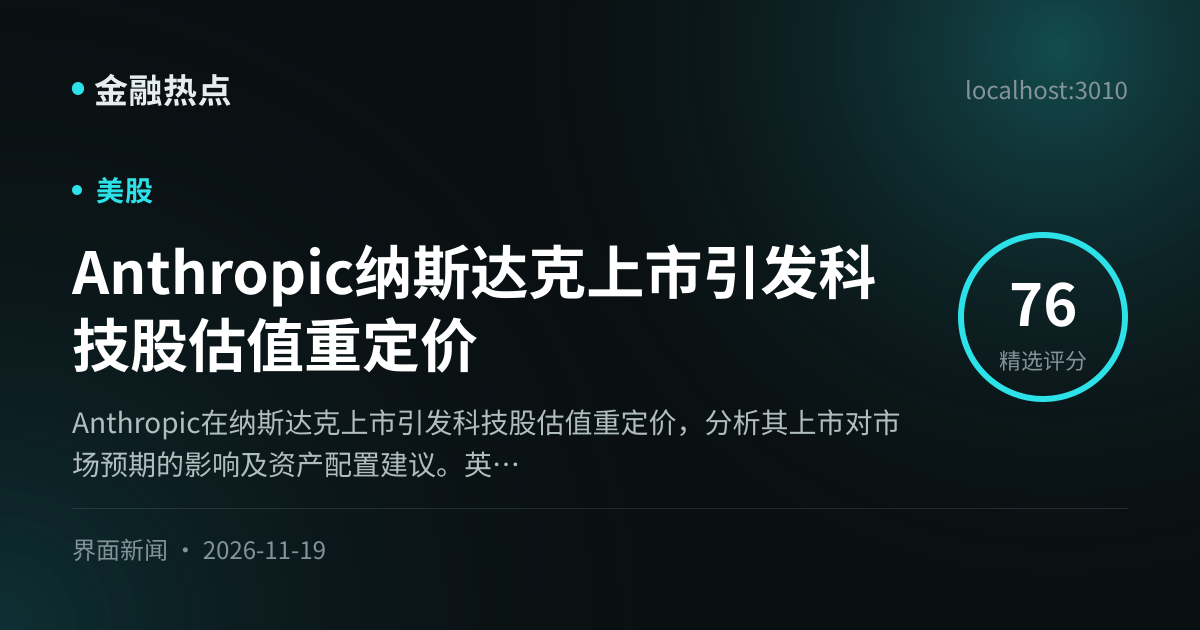 金融热点
localhost:3010
美股
Anthropic纳斯达克上市引发科
技股估值重定价
76
精选评分
Anthropic在纳斯达克上市引发科技股估值重定价，分析其上市对市
场预期的影响及资产配置建议。英…
界面新闻 · 2026-11-19